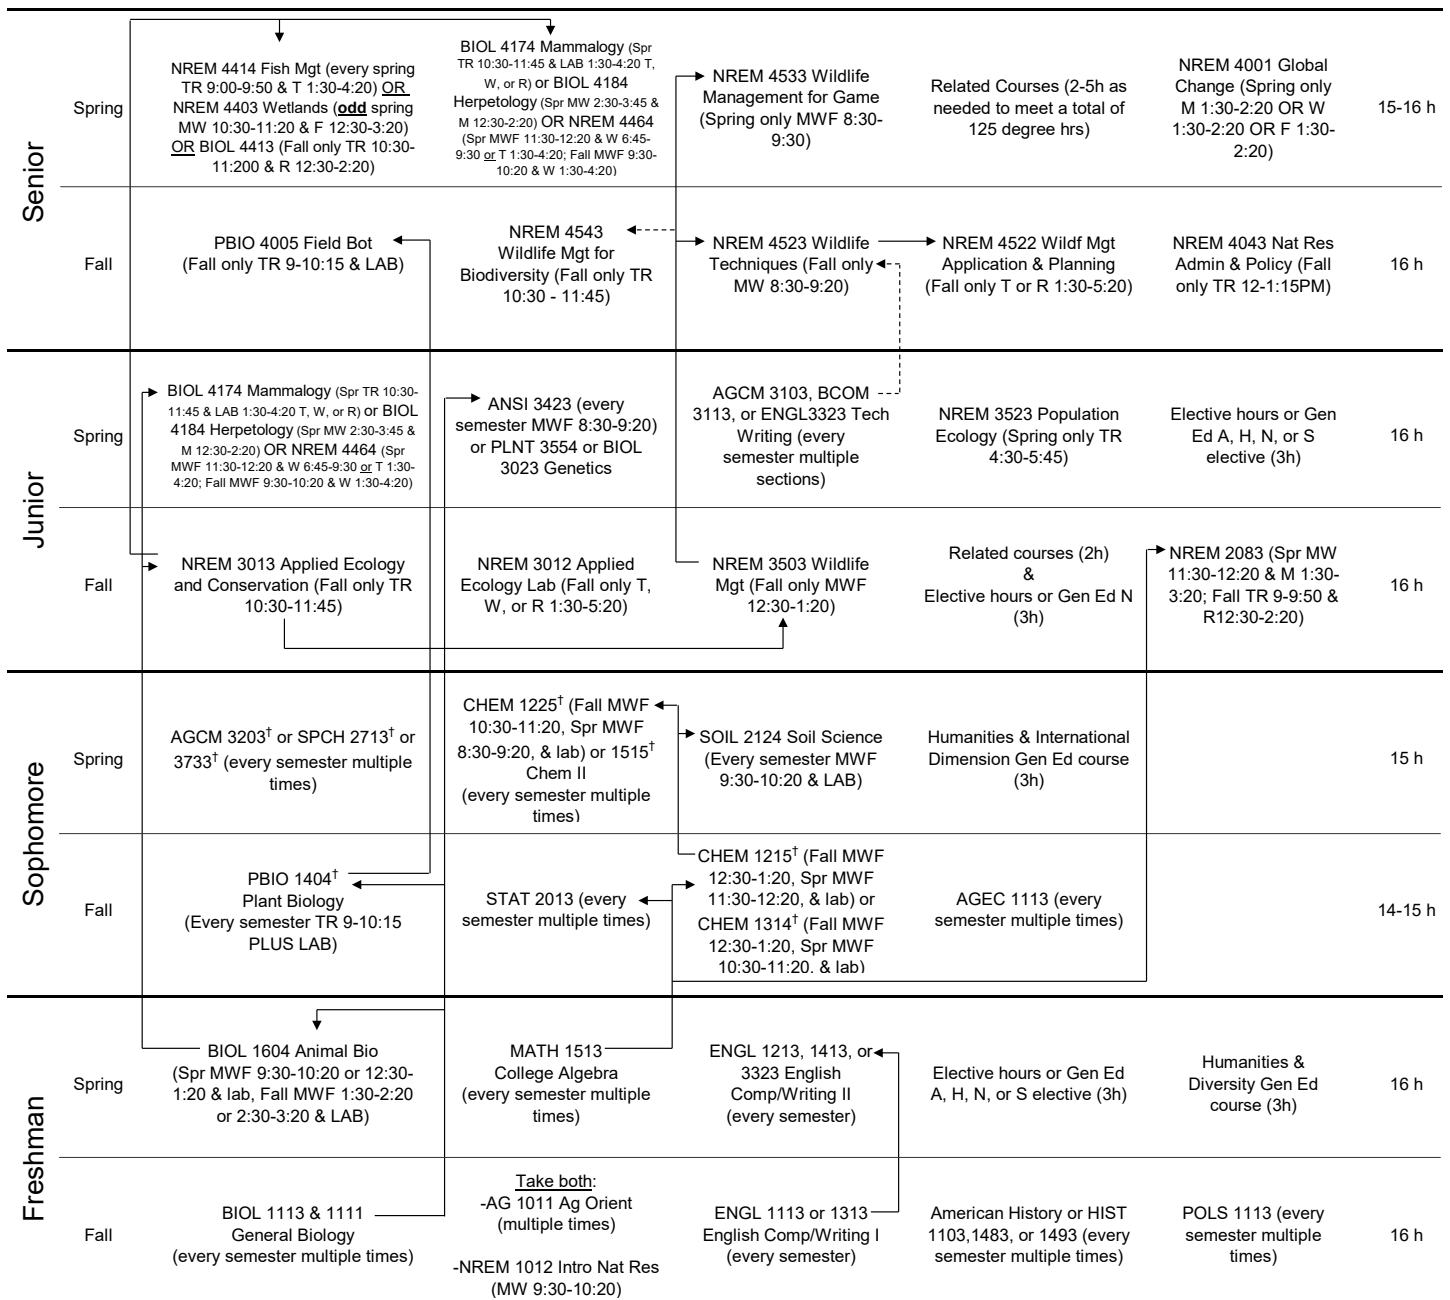 Senior
Spring
NREM 4414 Fish Mgt (every spring
TR 9:00-9:50 & T 1:30-4:20) OR
NREM 4403 Wetlands (odd spring
MW 10:30-11:20 & F 12:30-3:20)
OR BIOL 4413 (Fall only TR 10:30-
11:200 & R 12:30-2:20)
BIOL 4174 Mammalogy (Spr
TR 10:30-11:45 & LAB 1:30-4:20 T,
W, or R) or BIOL 4184
Herpetology (Spr MW 2:30-3:45 &
M 12:30-2:20) OR NREM 4464
(Spr MWF 11:30-12:20 & W 6:45-
9:30 or T 1:30-4:20; Fall MWF 9:30-
10:20 & W 1:30-4:20)
NREM 4533 Wildlife
Management for Game
(Spring only MWF 8:30-
9:30)
Related Courses (2-5h as
needed to meet a total of
125 degree hrs)
NREM 4001 Global
Change (Spring only
M 1:30-2:20 OR W
1:30-2:20 OR F 1:30-
2:20)
15-16 h
Fall
PBIO 4005 Field Bot
(Fall only TR 9-10:15 & LAB)
NREM 4543
Wildlife Mgt for
Biodiversity (Fall only TR
10:30 - 11:45)
NREM 4523 Wildlife
Techniques (Fall only
MW 8:30-9:20)
NREM 4522 Wildf Mgt
Application & Planning
(Fall only T or R 1:30-5:20)
NREM 4043 Nat Res
Admin & Policy (Fall
only TR 12-1:15PM)
16 h
Junior
Spring
BIOL 4174 Mammalogy (Spr TR 10:30-
11:45 & LAB 1:30-4:20 T, W, or R) or BIOL
4184 Herpetology (Spr MW 2:30-3:45 &
M 12:30-2:20) OR NREM 4464 (Spr
MWF 11:30-12:20 & W 6:45-9:30 or T 1:30-
4:20; Fall MWF 9:30-10:20 & W 1:30-4:20)
ANSI 3423 (every
semester MWF 8:30-9:20)
or PLNT 3554 or BIOL
3023 Genetics
AGCM 3103, BCOM
3113, or ENGL3323 Tech
Writing (every
semester multiple
sections)
NREM 3523 Population
Ecology (Spring only TR
4:30-5:45)
Elective hours or Gen
Ed A, H, N, or S
elective (3h)
16 h
Fall
NREM 3013 Applied Ecology
and Conservation (Fall only TR
10:30-11:45)
NREM 3012 Applied
Ecology Lab (Fall only T,
W, or R 1:30-5:20)
NREM 3503 Wildlife
Mgt (Fall only MWF
12:30-1:20)
Related courses (2h)
&
Elective hours or Gen Ed N
(3h)
NREM 2083 (Spr MW
11:30-12:20 & M 1:30-
3:20; Fall TR 9-9:50 &
R12:30-2:20)
16 h
Sophomore
Spring
AGCM 3203† or SPCH 2713† or
3733† (every semester multiple
times)
CHEM 1225† (Fall MWF
10:30-11:20, Spr MWF
8:30-9:20, & lab) or 1515†
Chem II
(every semester multiple
times)
SOIL 2124 Soil Science
(Every semester MWF
9:30-10:20 & LAB)
Humanities & International
Dimension Gen Ed course
(3h)
15 h
Fall
PBIO 1404†
Plant Biology
(Every semester TR 9-10:15
PLUS LAB)
STAT 2013 (every
semester multiple times)
CHEM 1215† (Fall MWF
12:30-1:20, Spr MWF
11:30-12:20, & lab) or
CHEM 1314† (Fall MWF
12:30-1:20, Spr MWF
10:30-11:20. & lab)
AGEC 1113 (every
semester multiple times)
14-15 h
Freshman
Spring
BIOL 1604 Animal Bio
(Spr MWF 9:30-10:20 or 12:30-
1:20 & lab, Fall MWF 1:30-2:20
or 2:30-3:20 & LAB)
MATH 1513
College Algebra
(every semester multiple
times)
ENGL 1213, 1413, or
3323 English
Comp/Writing II
(every semester)
Elective hours or Gen Ed
A, H, N, or S elective (3h)
Humanities &
Diversity Gen Ed
course (3h)
16 h
Fall
BIOL 1113 & 1111
General Biology
(every semester multiple times)
Take both:
-AG 1011 Ag Orient
(multiple times)
-NREM 1012 Intro Nat Res
(MW 9:30-10:20)
ENGL 1113 or 1313
English Comp/Writing I
(every semester)
American History or HIST
1103,1483, or 1493 (every
semester multiple times)
POLS 1113 (every
semester multiple
times)
16 h